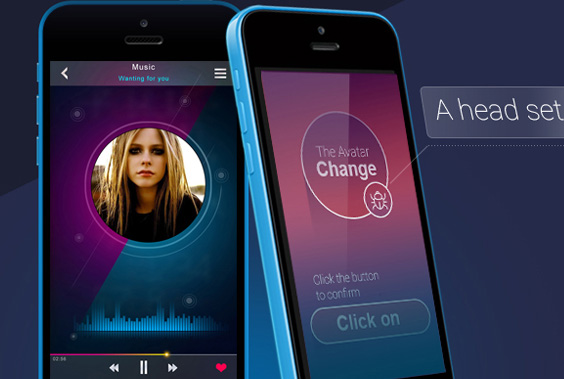 Music
Wanting for you
02:56
The Avatar
Change
Click the button
to confirm
Click on
A head set